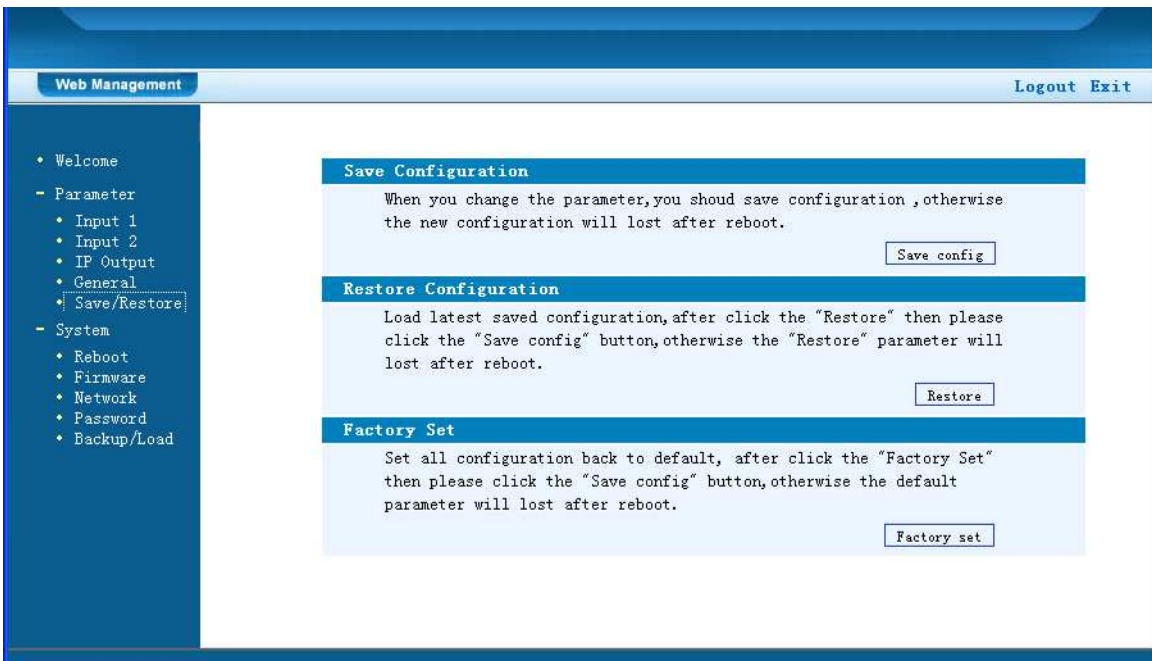 Web Management
Logout Exit
Welcome
Parameter
Input 1
Input 2
IP Output
General
Save/Restore
System
Reboot
Firmware
Network
Password
Backup/Load
Save Configuration
When you change the parameter,you shoud save configuration ,otherwise
the new configuration will lost after reboot.
Save config
Restore Configuration
Load latest saved configuration,after click the "Restore" then please
click the "Save config" button,otherwise the "Restore" parameter will
lost after reboot.
Restore
Factory Set
Set all configuration back to default, after click the "Factory Set"
then please click the "Save config" button,otherwise the default
parameter will lost after reboot.
Factory set